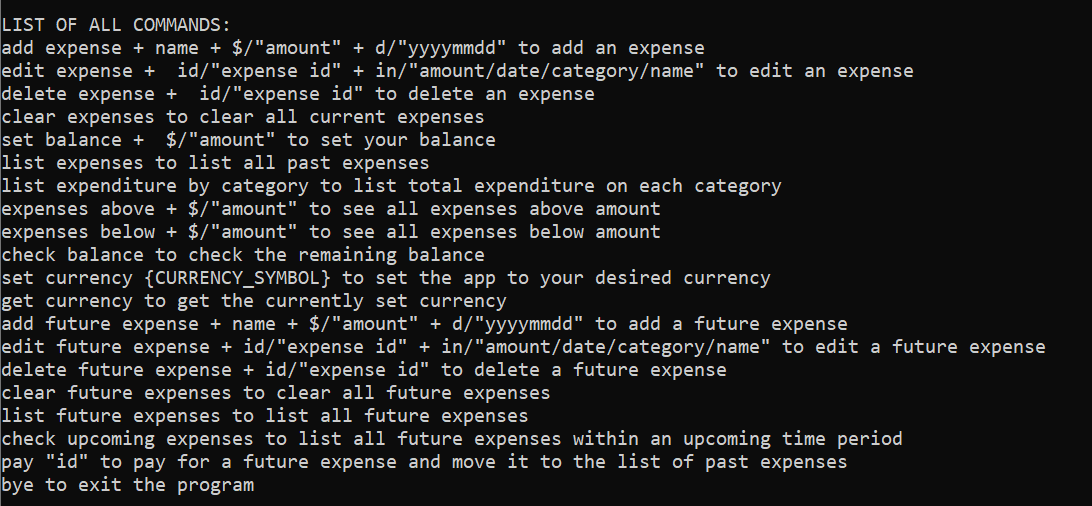 LIST OF ALL COMMANDS:
add expense + name + $/"amount" + d/"yyyymmdd" to add an expense
edit expense +  id/"expense id" + in/"amount/date/category/name" to edit an expense
delete expense +  id/"expense id" to delete an expense
clear expenses to clear all current expenses
set balance +  $/"amount" to set your balance
list expenses to list all past expenses
list expenditure by category to list total expenditure on each category
expenses above + $/"amount" to see all expenses above amount
expenses below + $/"amount" to see all expenses below amount
check balance to check the remaining balance
set currency {CURRENCY_SYMBOL} to set the app to your desired currency
get currency to get the currently set currency
add future expense + name + $/"amount" + d/"yyyymmdd" to add a future expense
edit future expense + id/"expense id" + in/"amount/date/category/name" to edit a future expense
delete future expense + id/"expense id" to delete a future expense
clear future expenses to clear all future expenses
list future expenses to list all future expenses
check upcoming expenses to list all future expenses within an upcoming time period
pay "id" to pay for a future expense and move it to the list of past expenses
bye to exit the program